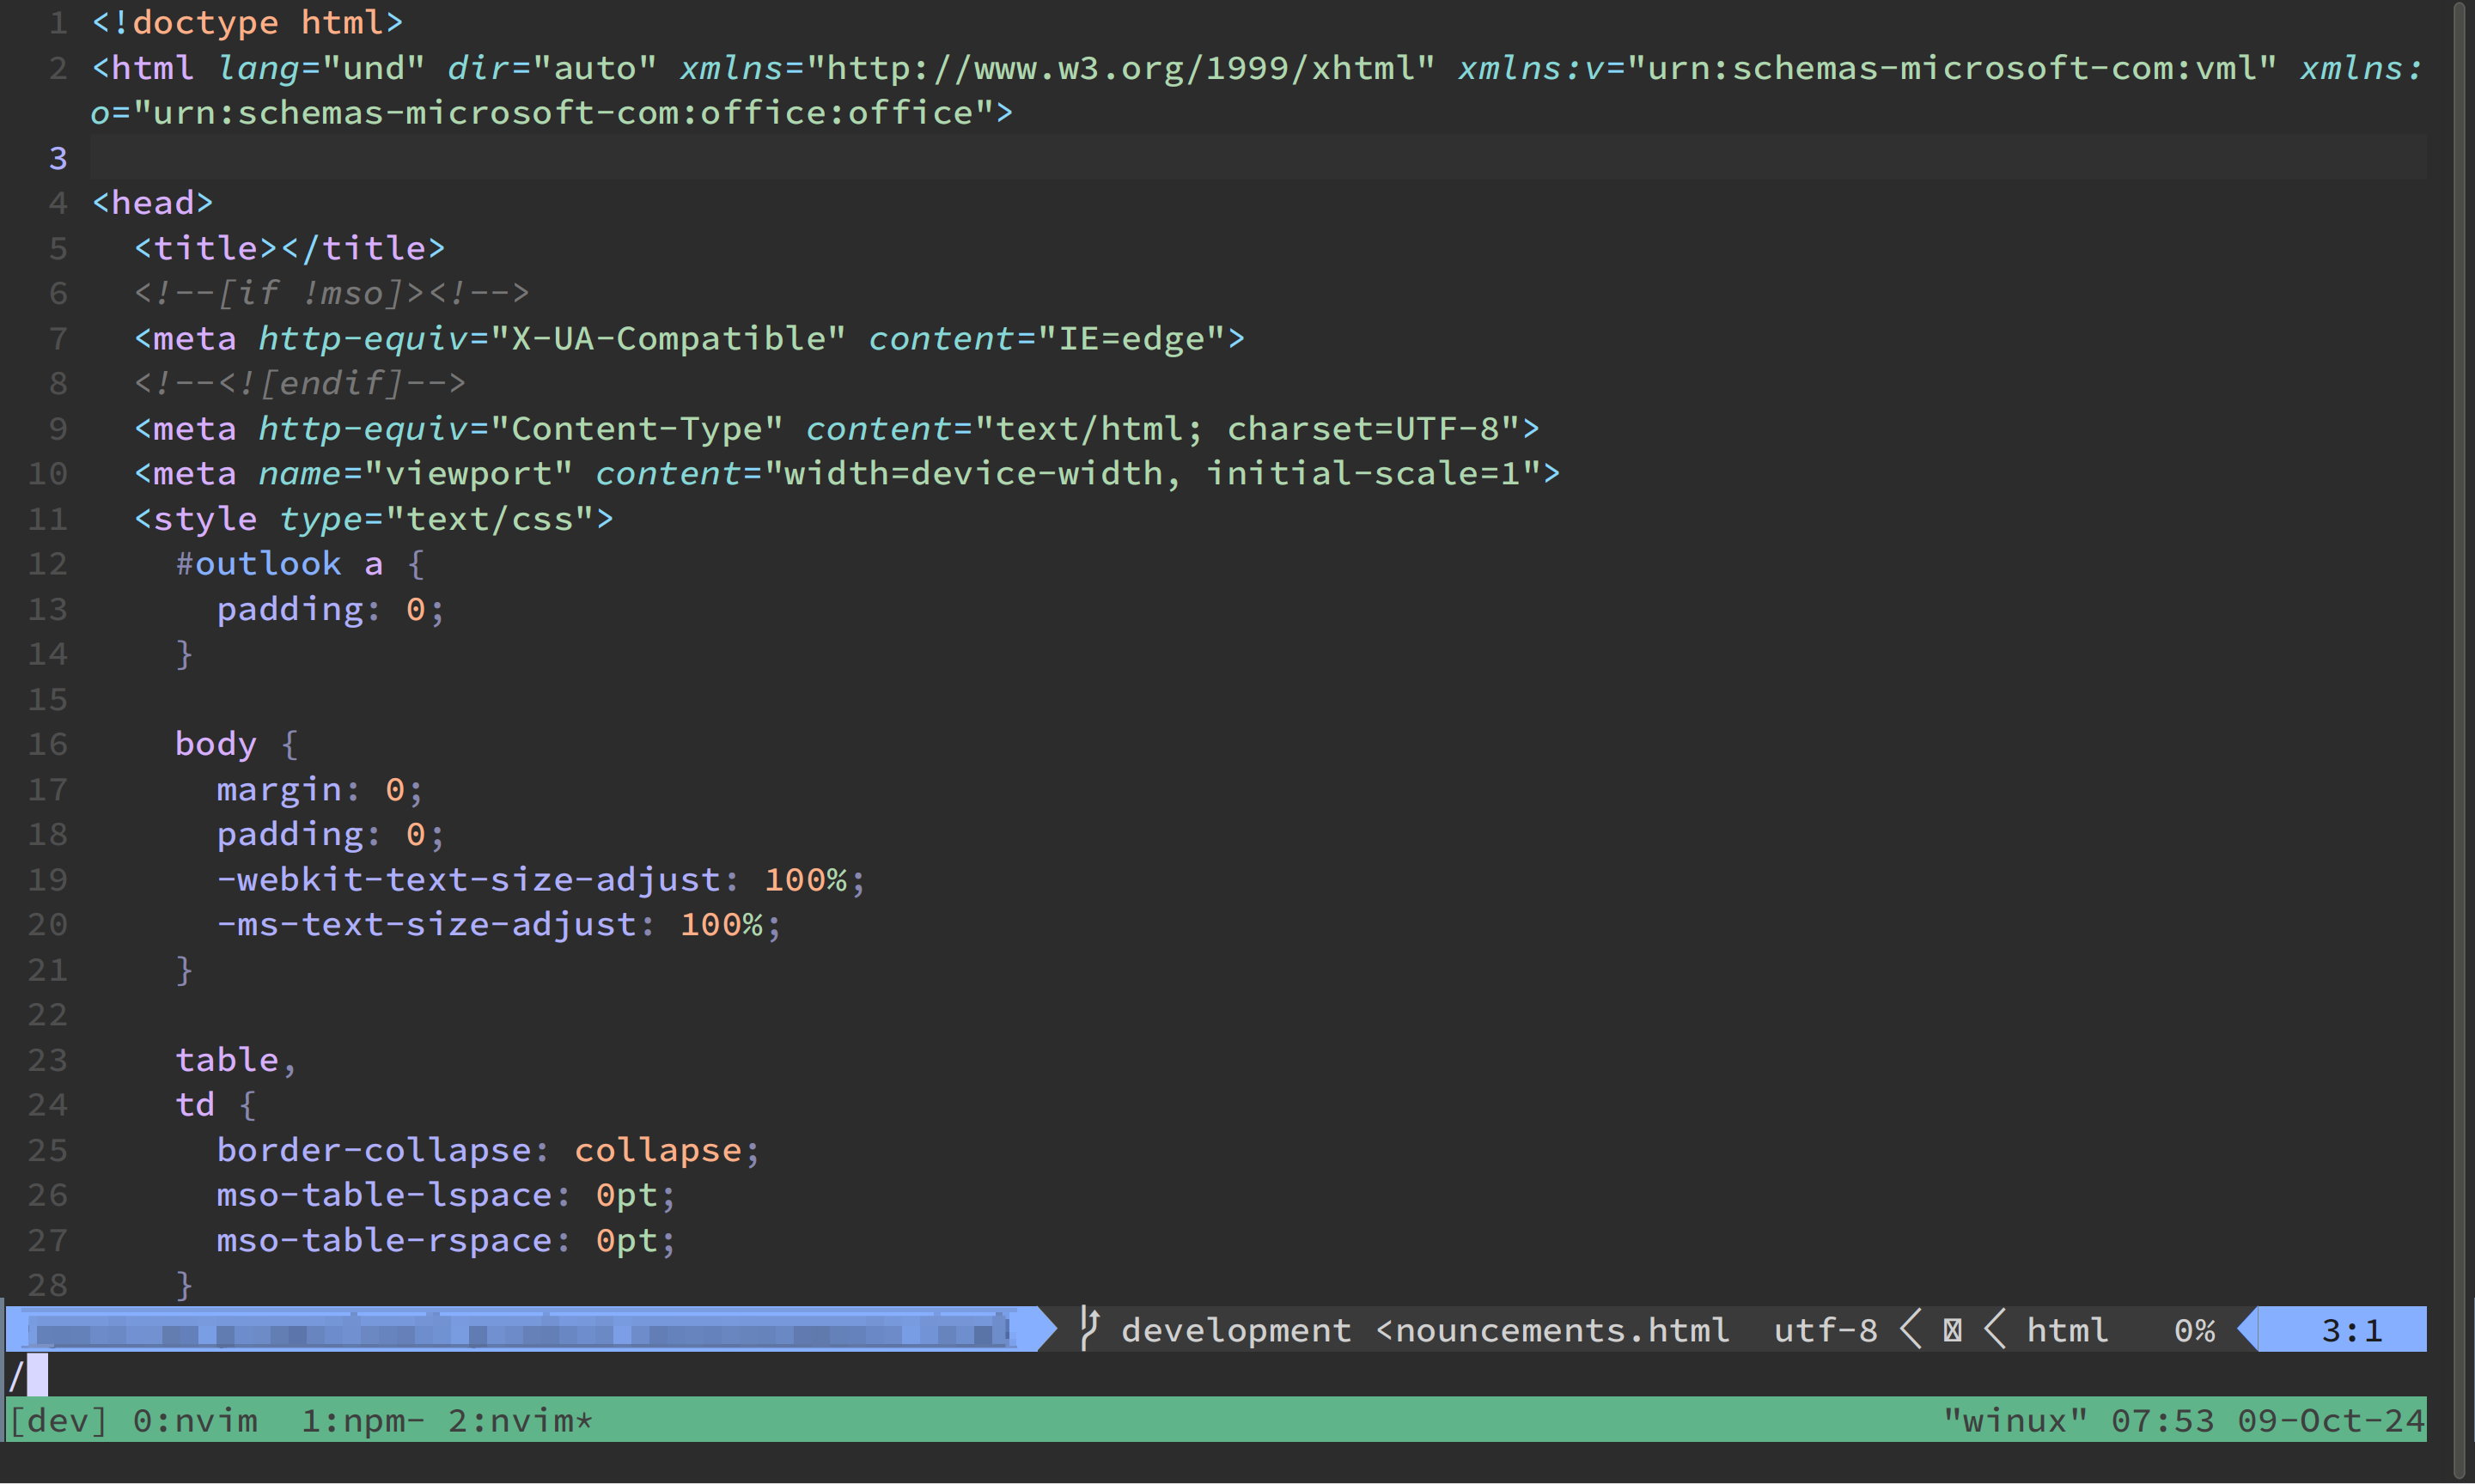 1 <!doctype html>
2 <html lang="und" dir="auto" xmlns="http://www.w3.org/1999/xhtml" xmlns:v="urn:schemas-microsoft-com:vml" xmlns:
o="urn:schemas-microsoft-com:office:office">
3
4 <head>
5   <title></title>
6   <!--[if !mso]><!-->
7   <meta http-equiv="X-UA-Compatible" content="IE=edge">
8   <!--<![endif]-->
9   <meta http-equiv="Content-Type" content="text/html; charset=UTF-8">
10   <meta name="viewport" content="width=device-width, initial-scale=1">
11   <style type="text/css">
12     #outlook a {
13       padding: 0;
14     }
15
16     body {
17       margin: 0;
18       padding: 0;
19       -webkit-text-size-adjust: 100%;
20       -ms-text-size-adjust: 100%;
21     }
22
23     table,
24     td {
25       border-collapse: collapse;
26       mso-table-lspace: 0pt;
27       mso-table-rspace: 0pt;
28     }
development <nouncements.html  utf-8 < < html  0%  3:1
/
[dev] 0:nvim  1:npm- 2:nvim* "winux" 07:53 09-Oct-24